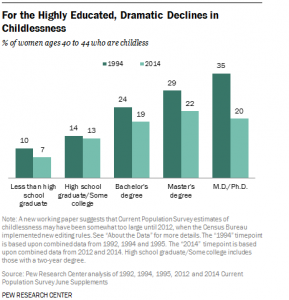 For the Highly Educated, Dramatic Declines in
Childlessness
% of women ages 40 to 44 who are childless
1994 2014
10 7 14 13 24 19 29 22 35 20
Less than high
school
graduate
High school
graduate/Some
college
Bachelor's
degree
Master's
degree
M.D./Ph.D.
Note: A new working paper suggests that Current Population Survey estimates of
childlessness may have been somewhat too large until 2012, when the Census Bureau
implemented new editing rules. See "About the Data" for more details. The "1994" timepoint
is based upon combined data from 1992, 1994 and 1995. The "2014" timepoint is based
upon combined data from 2012 and 2014. High school graduate/Some college includes
those with a two-year degree.
Source: Pew Research Center analysis of 1992, 1994, 1995, 2012 and 2014 Current
Population Survey June Supplements
PEW RESEARCH CENTER